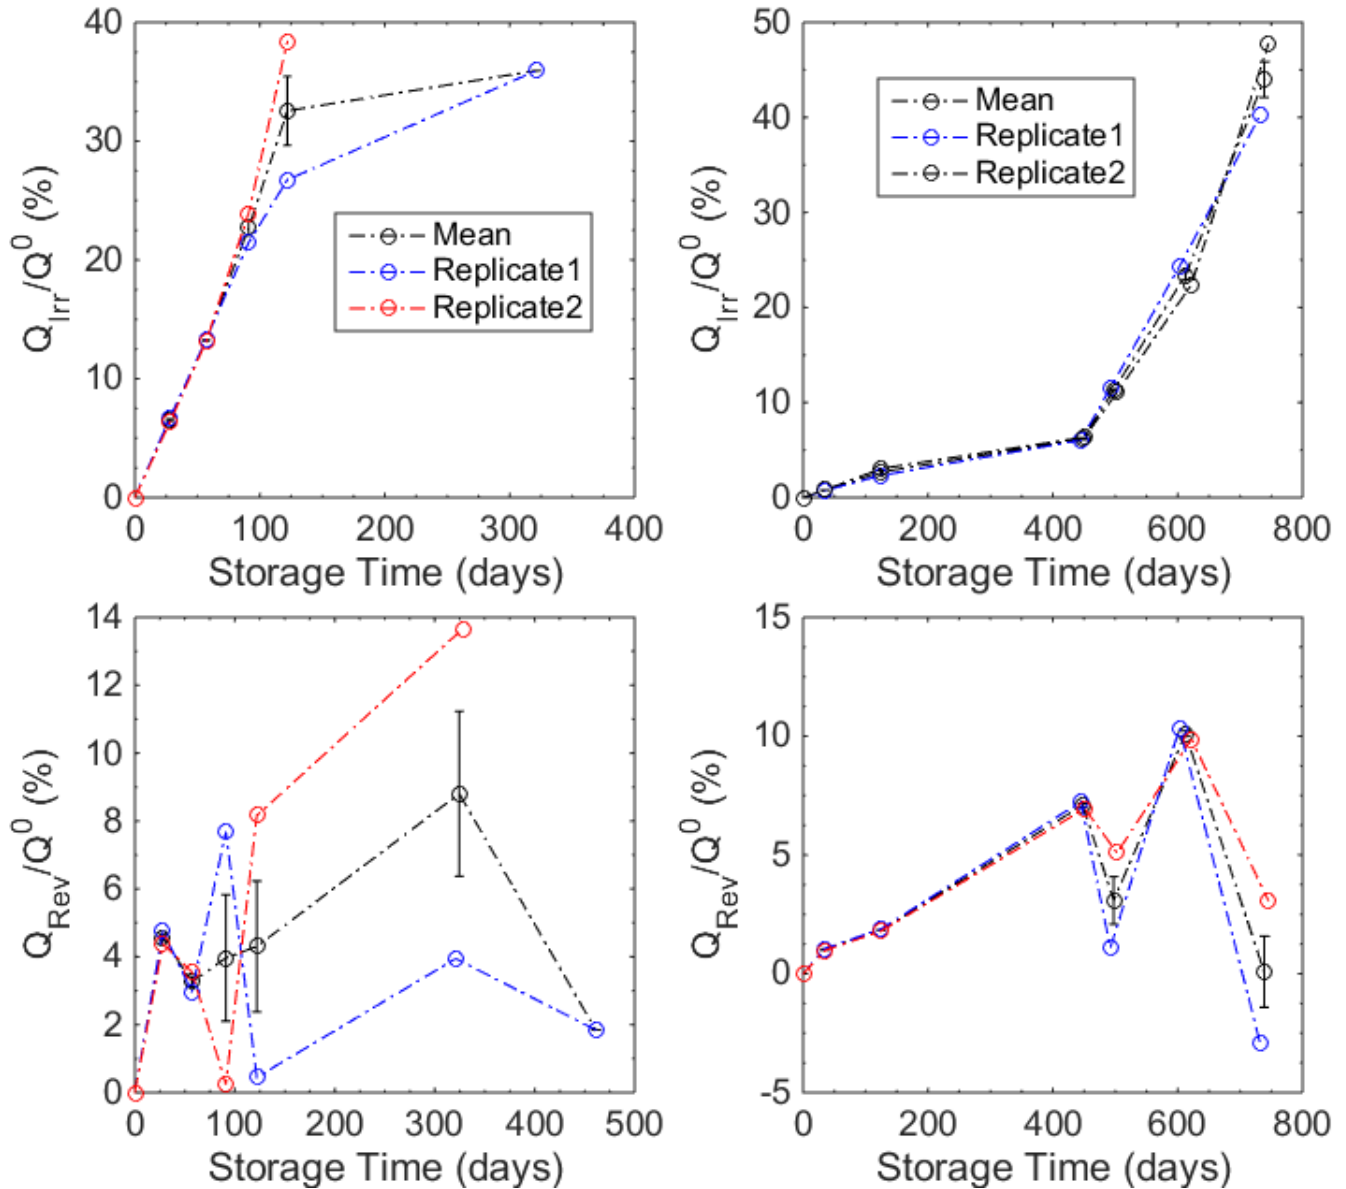 40
30
20
10
0
Q_Irr/Q^0 (%)
Mean
Replicate1
Replicate2
0 100 200 300 400
Storage Time (days)
50
40
30
20
10
0
Q_Irr/Q^0 (%)
Mean
Replicate1
Replicate2
0 200 400 600 800
Storage Time (days)
14
12
10
8
6
4
2
0
Q_Rev/Q^0 (%)
0 100 200 300 400 500
Storage Time (days)
15
10
5
0
-5
Q_Rev/Q^0 (%)
0 200 400 600 800
Storage Time (days)